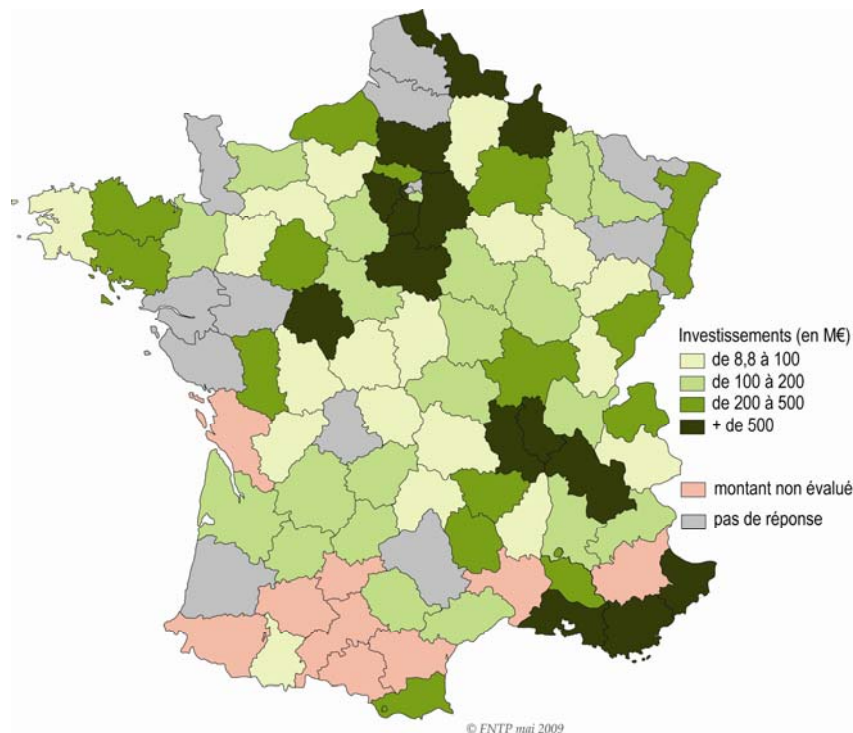 Investissements (en M€)
de 8,8 à 100
de 100 à 200
de 200 à 500
+ de 500
montant non évalué
pas de réponse
© FNTP mai 2009